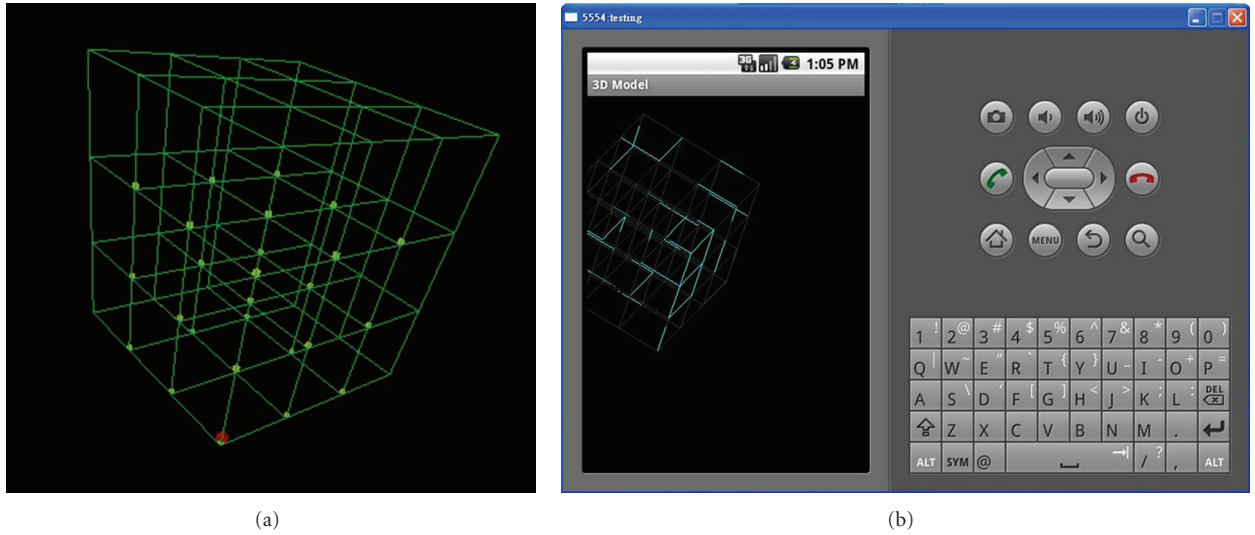 5554:testing
3G 1:05 PM
3D Model
MENU
1 ! 2 @ 3 # 4 $ 5 % 6 ^ 7 & 8 * 9 ( 0 )
Q | W ~ E " R ` T { Y } U _ I - O + P =
A S \ D ' F [ G ] H < J > K ; L : DEL
Z X C V B N M .
ALT SYM @ / ? , ALT
(a)
(b)